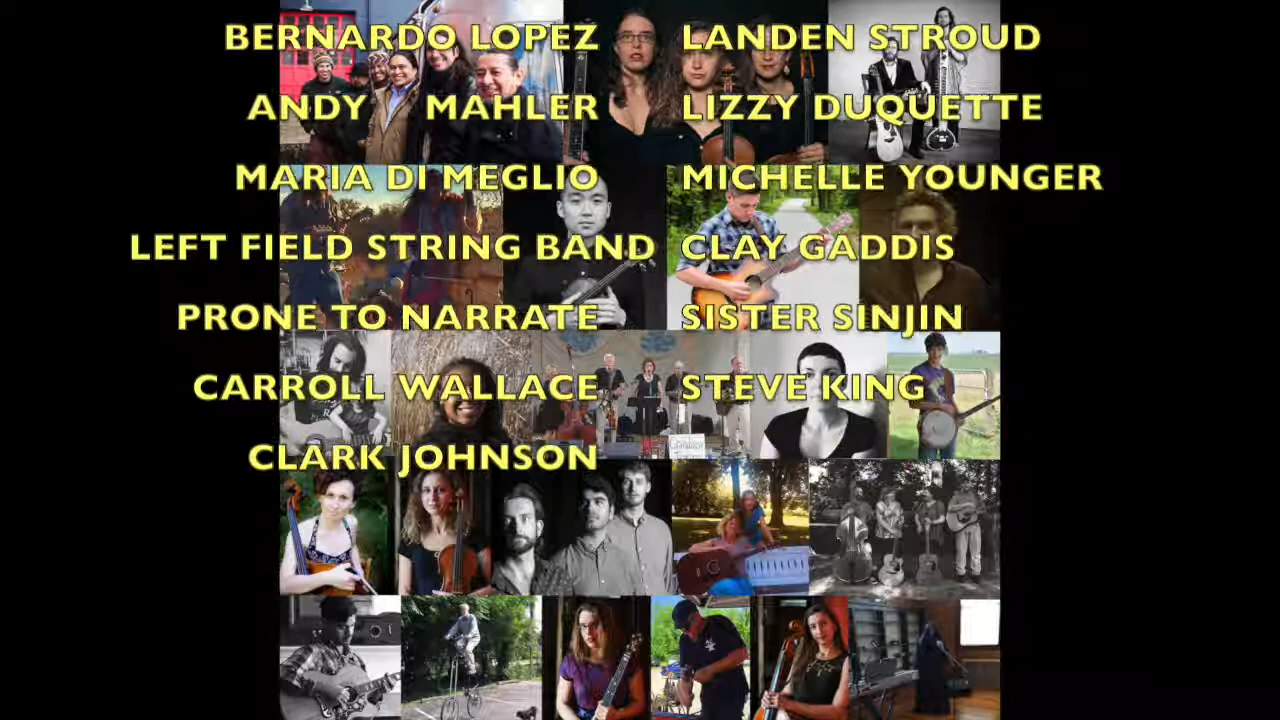 BERNARDO LOPEZ LANDEN STROUD
ANDY MAHLER LIZZY DUQUETTE
MARIA DI MEGLIO MICHELLE YOUNGER
LEFT FIELD STRING BAND CLAY GADDIS
PRONE TO NARRATE SISTER SINJIN
CARROLL WALLACE STEVE KING
CLARK JOHNSON